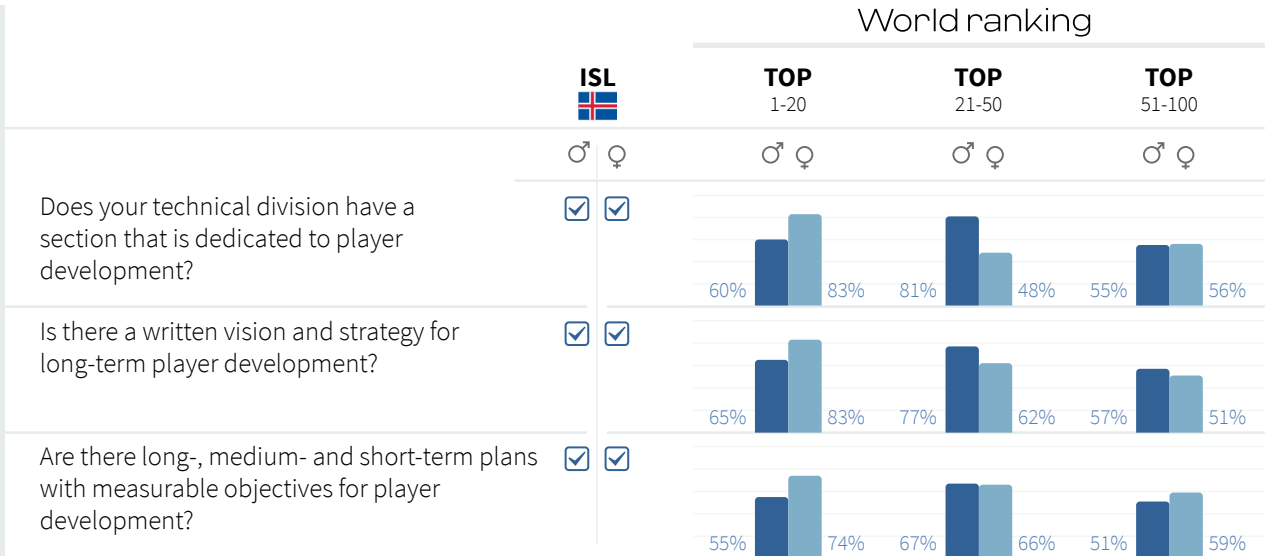 World ranking
ISL
TOP
TOP
TOP
1-20
21-50
51-100
♂ ♀
♂ ♀
♂ ♀
♂ ♀
Does your technical division have a
section that is dedicated to player
development?
60% 83% 81% 48% 55% 56%
Is there a written vision and strategy for
long-term player development?
65% 83% 77% 62% 57% 51%
Are there long-, medium- and short-term plans
with measurable objectives for player
development?
55% 74% 67% 66% 51% 59%